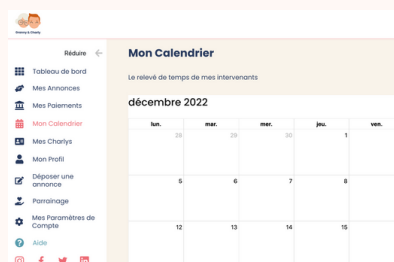 Granny & Charly
Réduire
Tableau de bord
Mes Annonces
Mes Paiements
Mon Calendrier
Mes Charlys
Mon Profil
Déposer une
annonce
Parrainage
Mes Paramètres de
Compte
Aide
Mon Calendrier
Le relevé de temps de mes intervenants
décembre 2022
lun. mar. mer. jeu. ven.
28 29 30 1
5 6 7 8
12 13 14 15